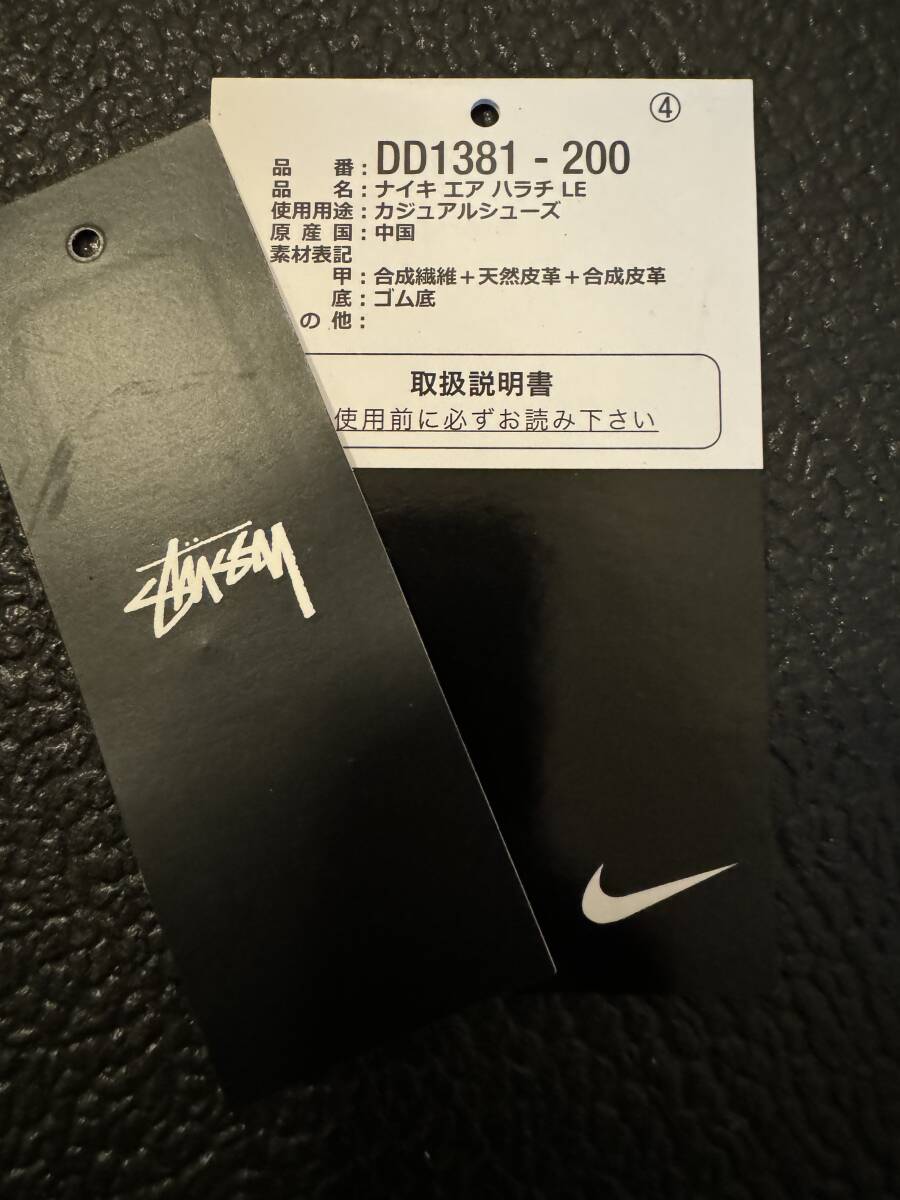 ④
品 番：DD1381 - 200
品 名：ナイキ エア ハラチ LE
使用用途：カジュアルシューズ
原 産 国：中国
素材表記
甲：合成繊維＋天然皮革＋合成皮革
底：ゴム底
の 他：
取扱説明書
使用前に必ずお読み下さい
STÜSSY